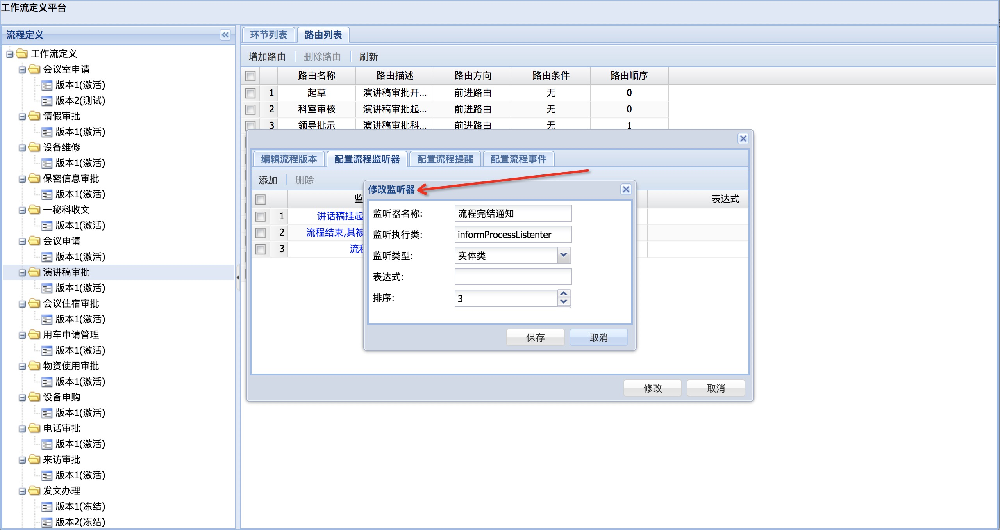 工作流定义平台
流程定义
工作流定义
会议室申请
版本1(激活)
版本2(测试)
请假审批
版本1(激活)
设备维修
版本1(激活)
保密信息审批
版本1(激活)
一秘科收文
版本1(激活)
会议申请
版本1(激活)
演讲稿审批
版本1(激活)
会议住宿审批
版本1(激活)
用车申请管理
版本1(激活)
物资使用审批
版本1(激活)
设备申购
版本1(激活)
电话审批
版本1(激活)
来访审批
版本1(激活)
发文办理
版本1(冻结)
版本2(冻结)
环节列表 路由列表
增加路由 删除路由 刷新
路由名称 路由描述 路由方向 路由条件 路由顺序
1 起草 演讲稿审批开... 前进路由 无 0
2 科室审核 演讲稿审批起... 前进路由 无 0
3 领导批示 演讲稿审批科... 前进路由 无 1
编辑流程版本 配置流程监听器 配置流程提醒 配置流程事件
添加 删除
监 表达式
1 讲话稿挂起
2 流程结束,其被
3 流程
修改监听器
监听器名称: 流程完结通知
监听执行类: informProcessListenter
监听类型: 实体类
表达式:
排序: 3
保存 取消
修改 取消